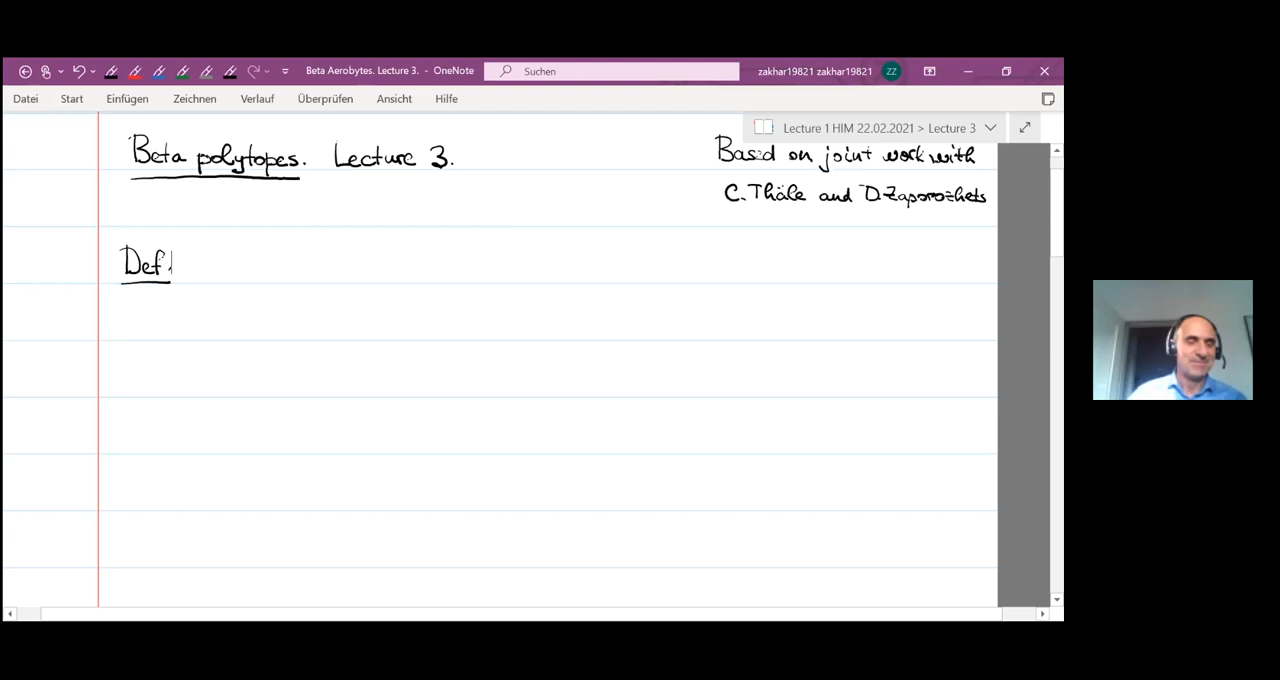 Beta Aerobytes. Lecture 3. - OneNote
Suchen
zakhar19821 zakhar19821
ZZ
Datei Start Einfügen Zeichnen Verlauf Überprüfen Ansicht Hilfe
Lecture 1 HIM 22.02.2021 > Lecture 3
Beta polytopes. Lecture 3.
Based on joint work with
C. Thäle and D. Zaporozhets
Def.